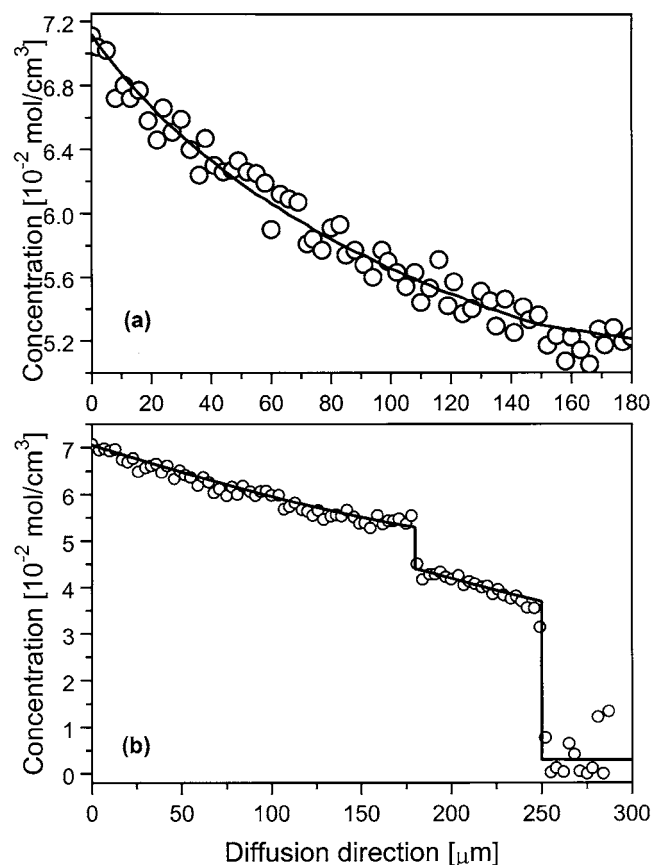 7.2
6.8
6.4
6.0
5.6
5.2
Concentration [10⁻² mol/cm³]
(a)
0 20 40 60 80 100 120 140 160 180
7
6
5
4
3
2
1
0
Concentration [10⁻² mol/cm³]
(b)
0 50 100 150 200 250 300
Diffusion direction [μm]